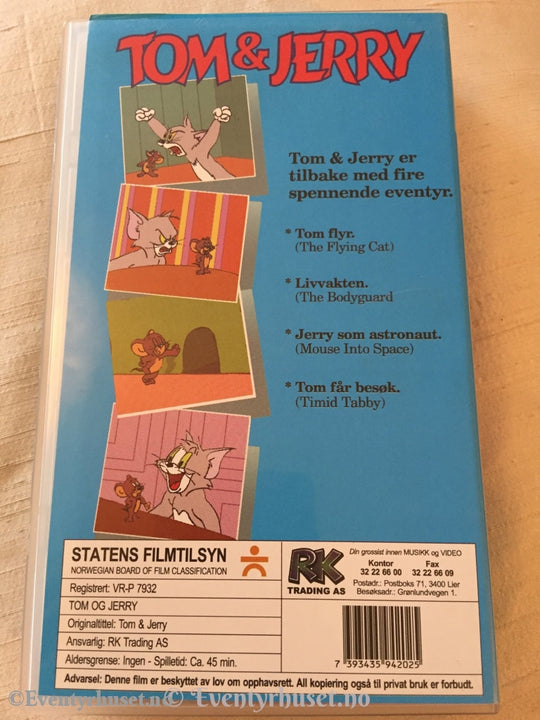 TOM & JERRY
Tom & Jerry er
tilbake med fire
spennende eventyr.
* Tom flyr.
(The Flying Cat)
* Livvakten.
(The Bodyguard
* Jerry som astronaut.
(Mouse Into Space)
* Tom får besøk.
(Timid Tabby)
STATENS FILMTILSYN
NORWEGIAN BOARD OF FILM CLASSIFICATION
Registrert: VR-P 7932
TOM OG JERRY
Originaltittel: Tom & Jerry
Ansvarlig: RK Trading AS
Aldersgrense: Ingen - Spilletid: Ca. 45 min.
RK
TRADING AS
Din grossist innen MUSIKK og VIDEO
Kontor Fax
32 22 66 00 32 22 66 09
Postadr.: Postboks 71, 3400 Lier
Besøksadr.: Grønlundvegen 1.
7 393435 942025
Advarsel: Denne film er beskyttet av lov om opphavsrett. All kopiering også til privat bruk er forbudt.
©Eventyrhuset.no © Eventyrhuset.no